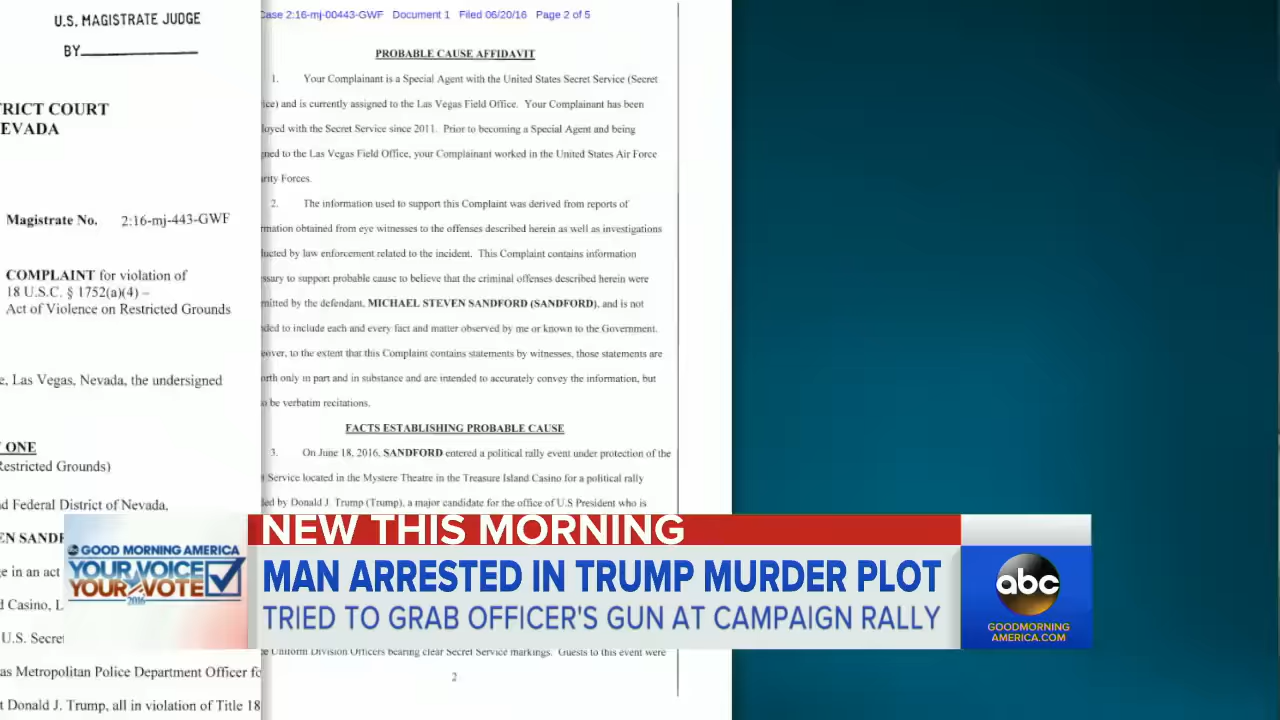 U.S. MAGISTRATE JUDGE
BY
TRICT COURT
EVADA
Magistrate No. 2:16-mj-443-GWF
COMPLAINT for violation of
18 U.S.C. § 1752(a)(4) –
Act of Violence on Restricted Grounds
e, Las Vegas, Nevada, the undersigned
ONE
Restricted Grounds)
d Federal District of Nevada,
EN SANDF
ge in an act
d Casino, L
U.S. Secret
as Metropolitan Police Department Officer fo
t Donald J. Trump, all in violation of Title 18
Case 2:16-mj-00443-GWF Document 1 Filed 06/20/16 Page 2 of 5
PROBABLE CAUSE AFFIDAVIT
1. Your Complainant is a Special Agent with the United States Secret Service (Secret
ice) and is currently assigned to the Las Vegas Field Office. Your Complainant has been
loyed with the Secret Service since 2011. Prior to becoming a Special Agent and being
gned to the Las Vegas Field Office, your Complainant worked in the United States Air Force
urity Forces.
2. The information used to support this Complaint was derived from reports of
rmation obtained from eye witnesses to the offenses described herein as well as investigations
ducted by law enforcement related to the incident. This Complaint contains information
ssary to support probable cause to believe that the criminal offenses described herein were
mitted by the defendant, MICHAEL STEVEN SANDFORD (SANDFORD), and is not
nded to include each and every fact and matter observed by me or known to the Government.
eover, to the extent that this Complaint contains statements by witnesses, those statements are
orth only in part and in substance and are intended to accurately convey the information, but
o be verbatim recitations.
FACTS ESTABLISHING PROBABLE CAUSE
3. On June 18, 2016, SANDFORD entered a political rally event under protection of the
t Service located in the Mystere Theatre in the Treasure Island Casino for a political rally
led by Donald J. Trump (Trump), a major candidate for the office of U.S President who is
e Uniform Division Officers bearing clear Secret Service markings. Guests to this event were
2
GOOD MORNING AMERICA
YOUR VOICE
YOUR VOTE
2016
NEW THIS MORNING
MAN ARRESTED IN TRUMP MURDER PLOT
TRIED TO GRAB OFFICER'S GUN AT CAMPAIGN RALLY
abc
GOODMORNING
AMERICA.COM